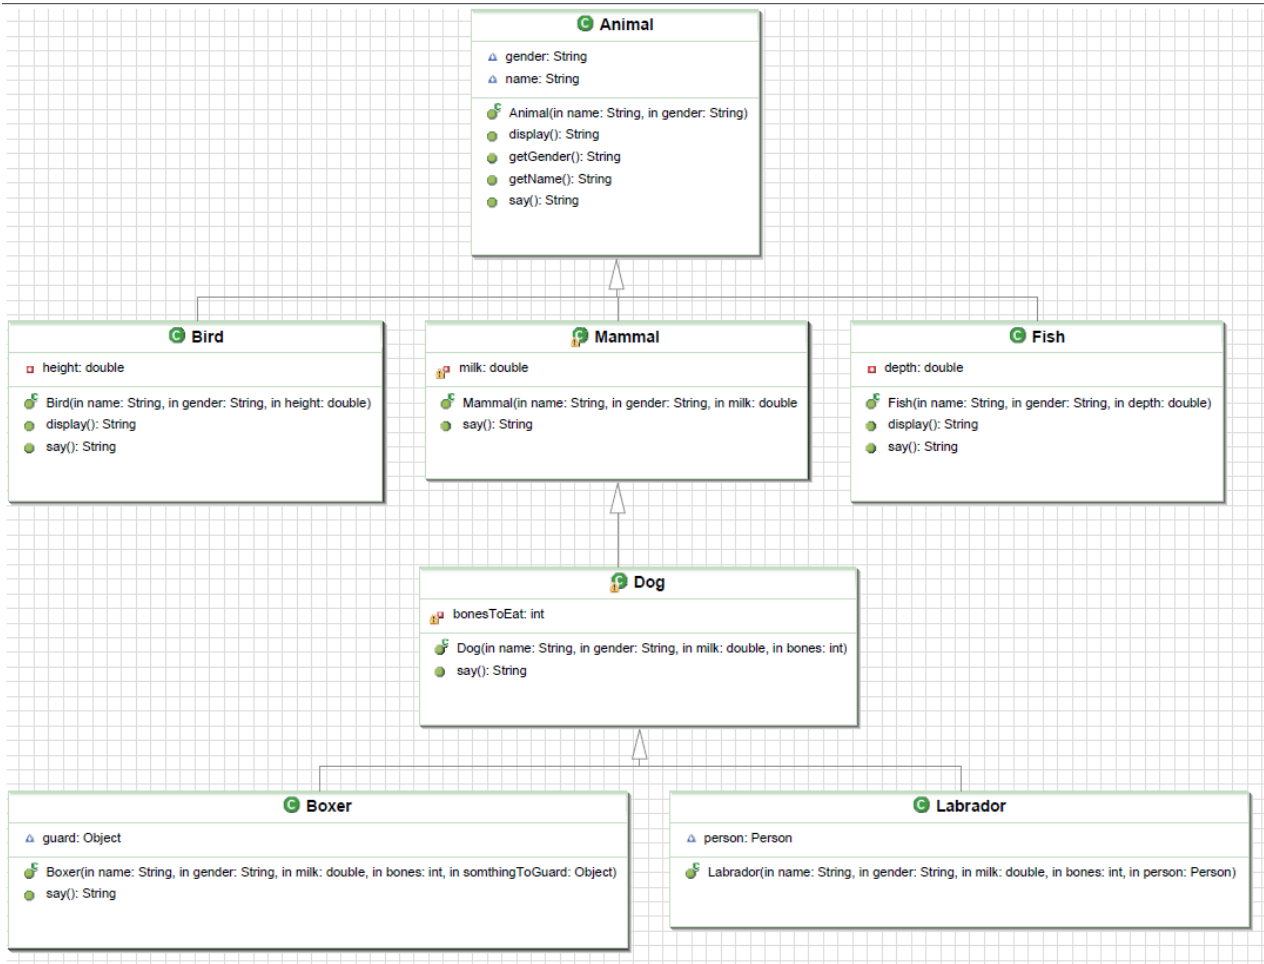 Animal
gender: String
name: String
Animal(in name: String, in gender: String)
display(): String
getGender(): String
getName(): String
say(): String
Bird
height: double
Bird(in name: String, in gender: String, in height: double)
display(): String
say(): String
Mammal
milk: double
Mammal(in name: String, in gender: String, in milk: double
say(): String
Fish
depth: double
Fish(in name: String, in gender: String, in depth: double)
display(): String
say(): String
Dog
bonesToEat: int
Dog(in name: String, in gender: String, in milk: double, in bones: int)
say(): String
Boxer
guard: Object
Boxer(in name: String, in gender: String, in milk: double, in bones: int, in somthingToGuard: Object)
say(): String
Labrador
person: Person
Labrador(in name: String, in gender: String, in milk: double, in bones: int, in person: Person)